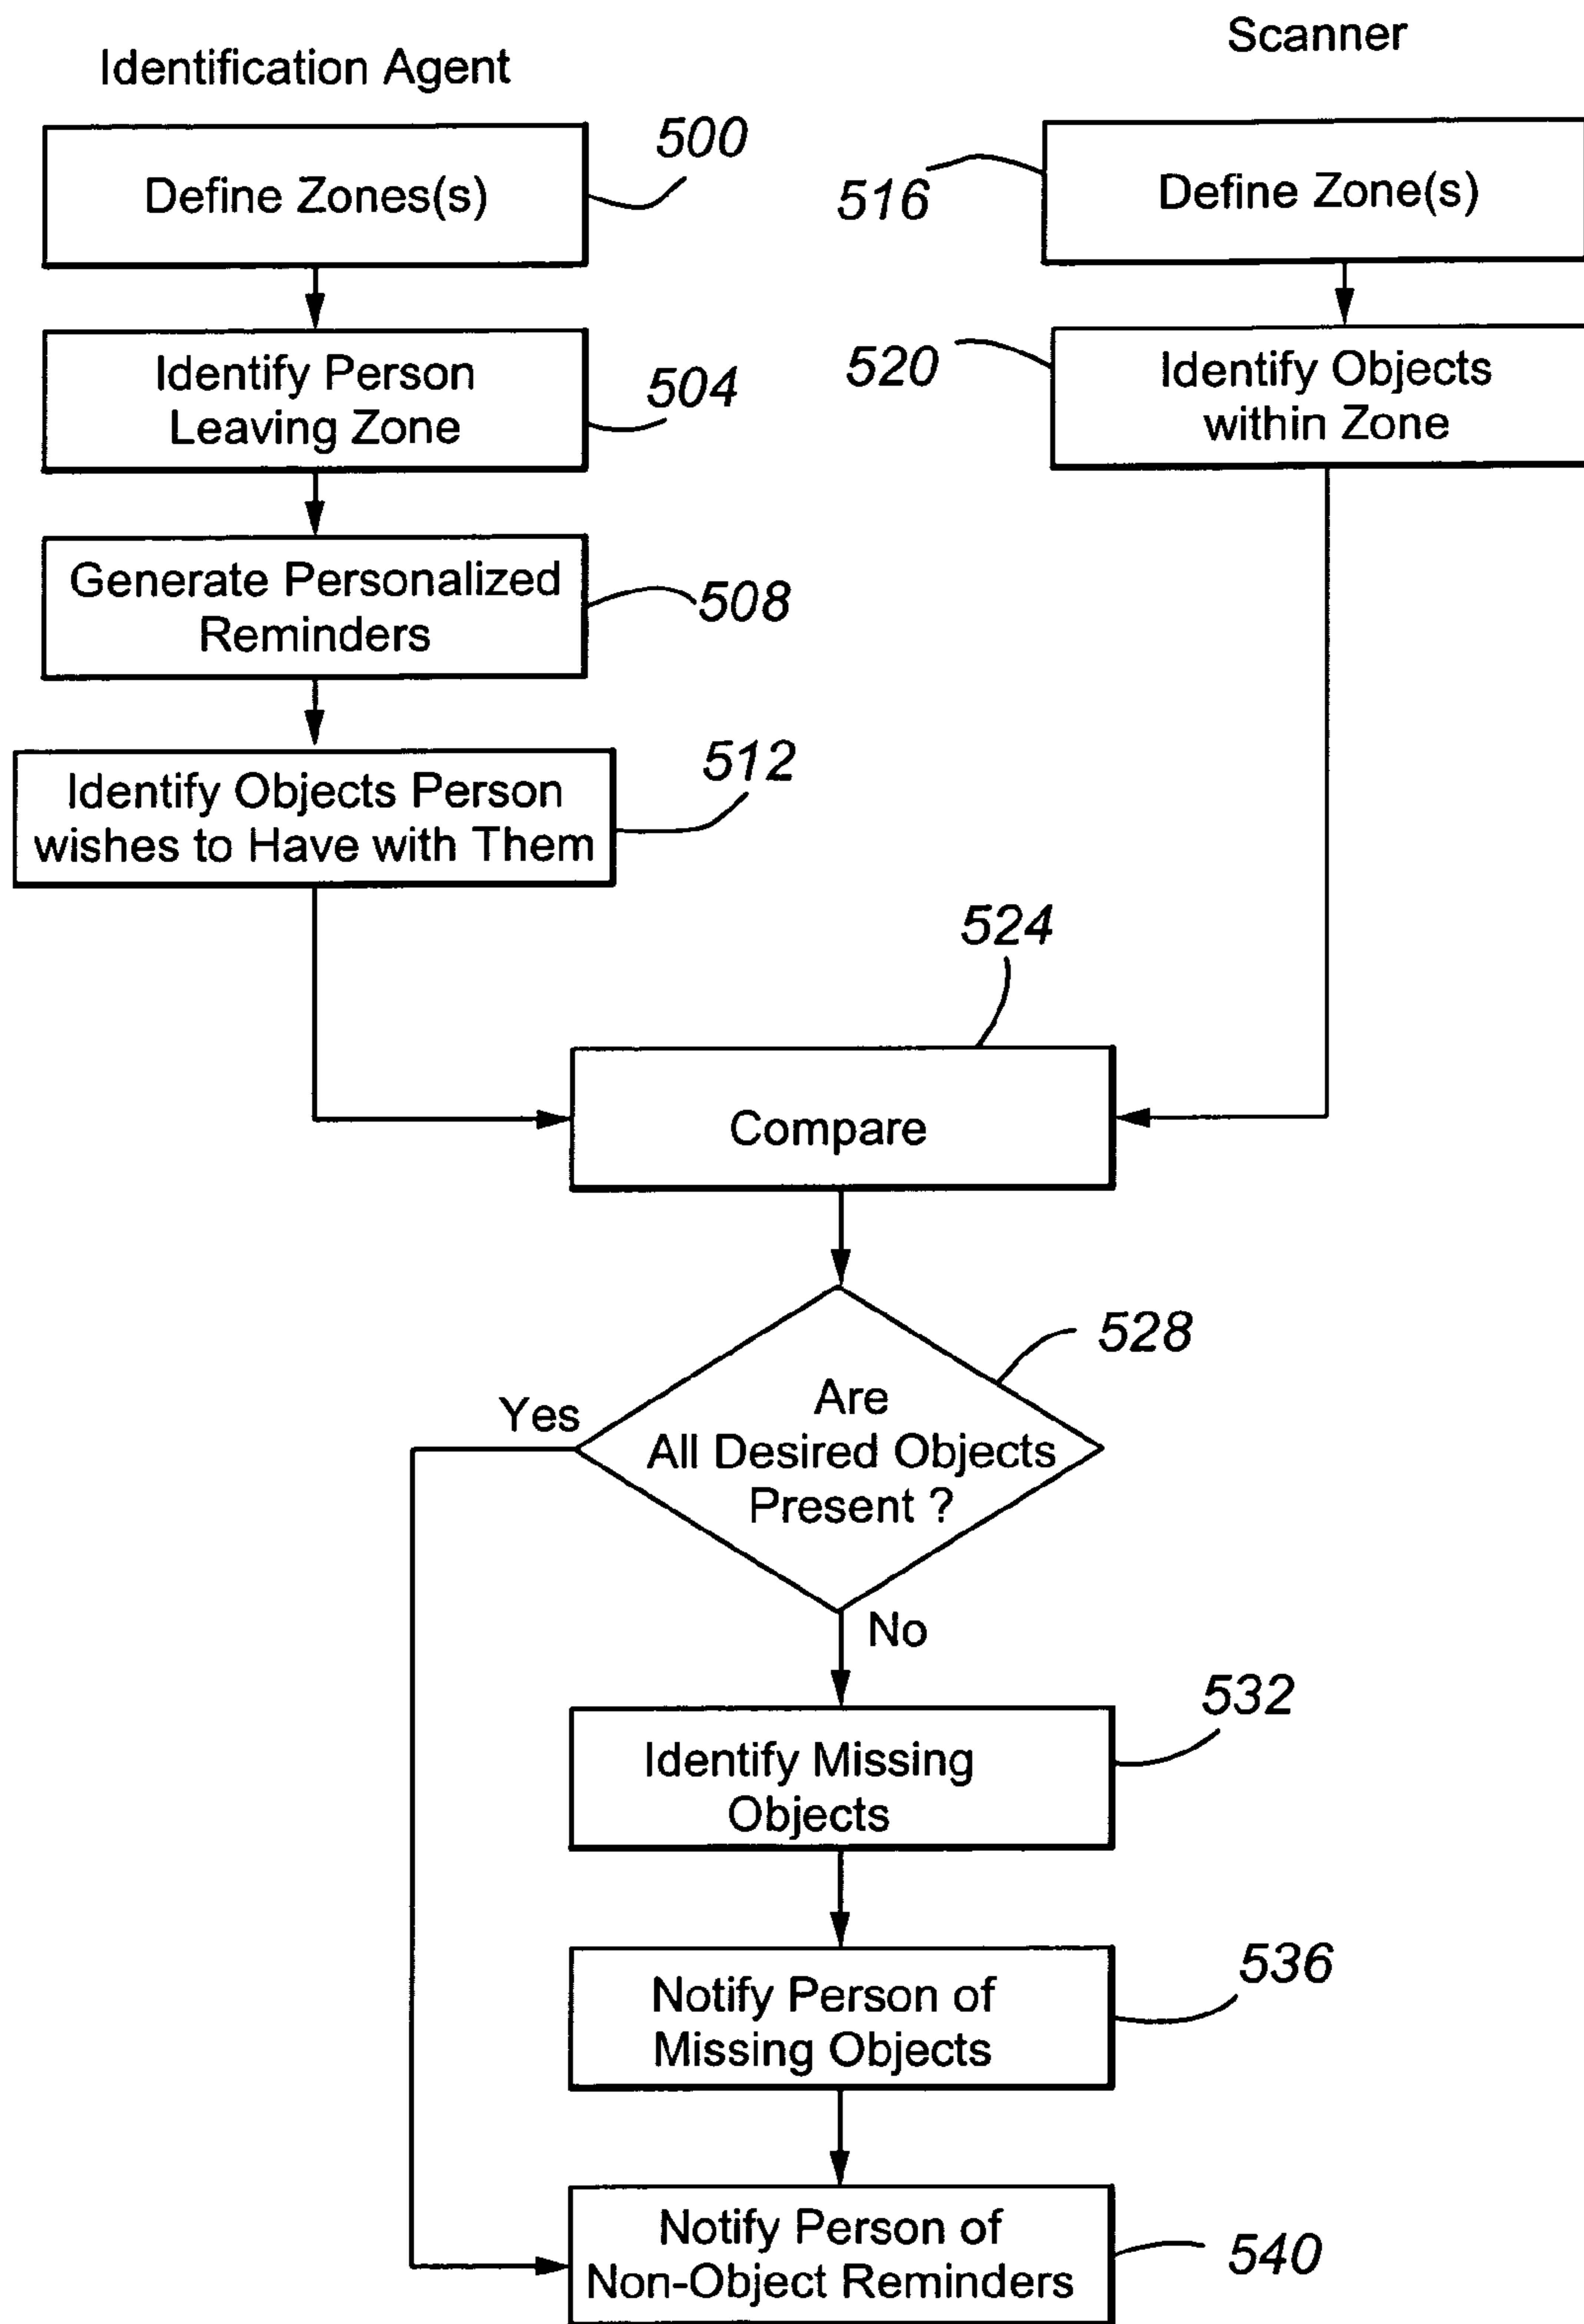 Identification Agent
Scanner
Define Zones(s)
500
516
Define Zone(s)
Identify Person
Leaving Zone
504
520
Identify Objects
within Zone
Generate Personalized
Reminders
508
Identify Objects Person
wishes to Have with Them
512
524
Compare
528
Are
All Desired Objects
Present ?
Yes
No
532
Identify Missing
Objects
536
Notify Person of
Missing Objects
Notify Person of
Non-Object Reminders
540